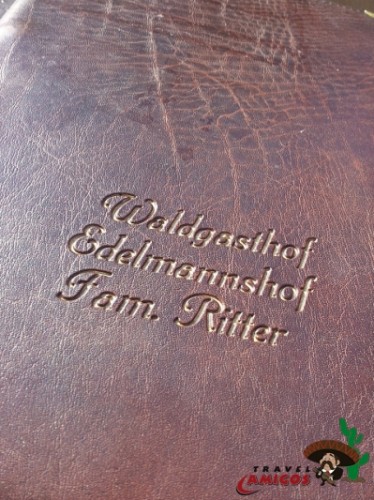 Waldgasthof
Edelmannshof
Fam. Ritter
TRAVEL
AMIGOS